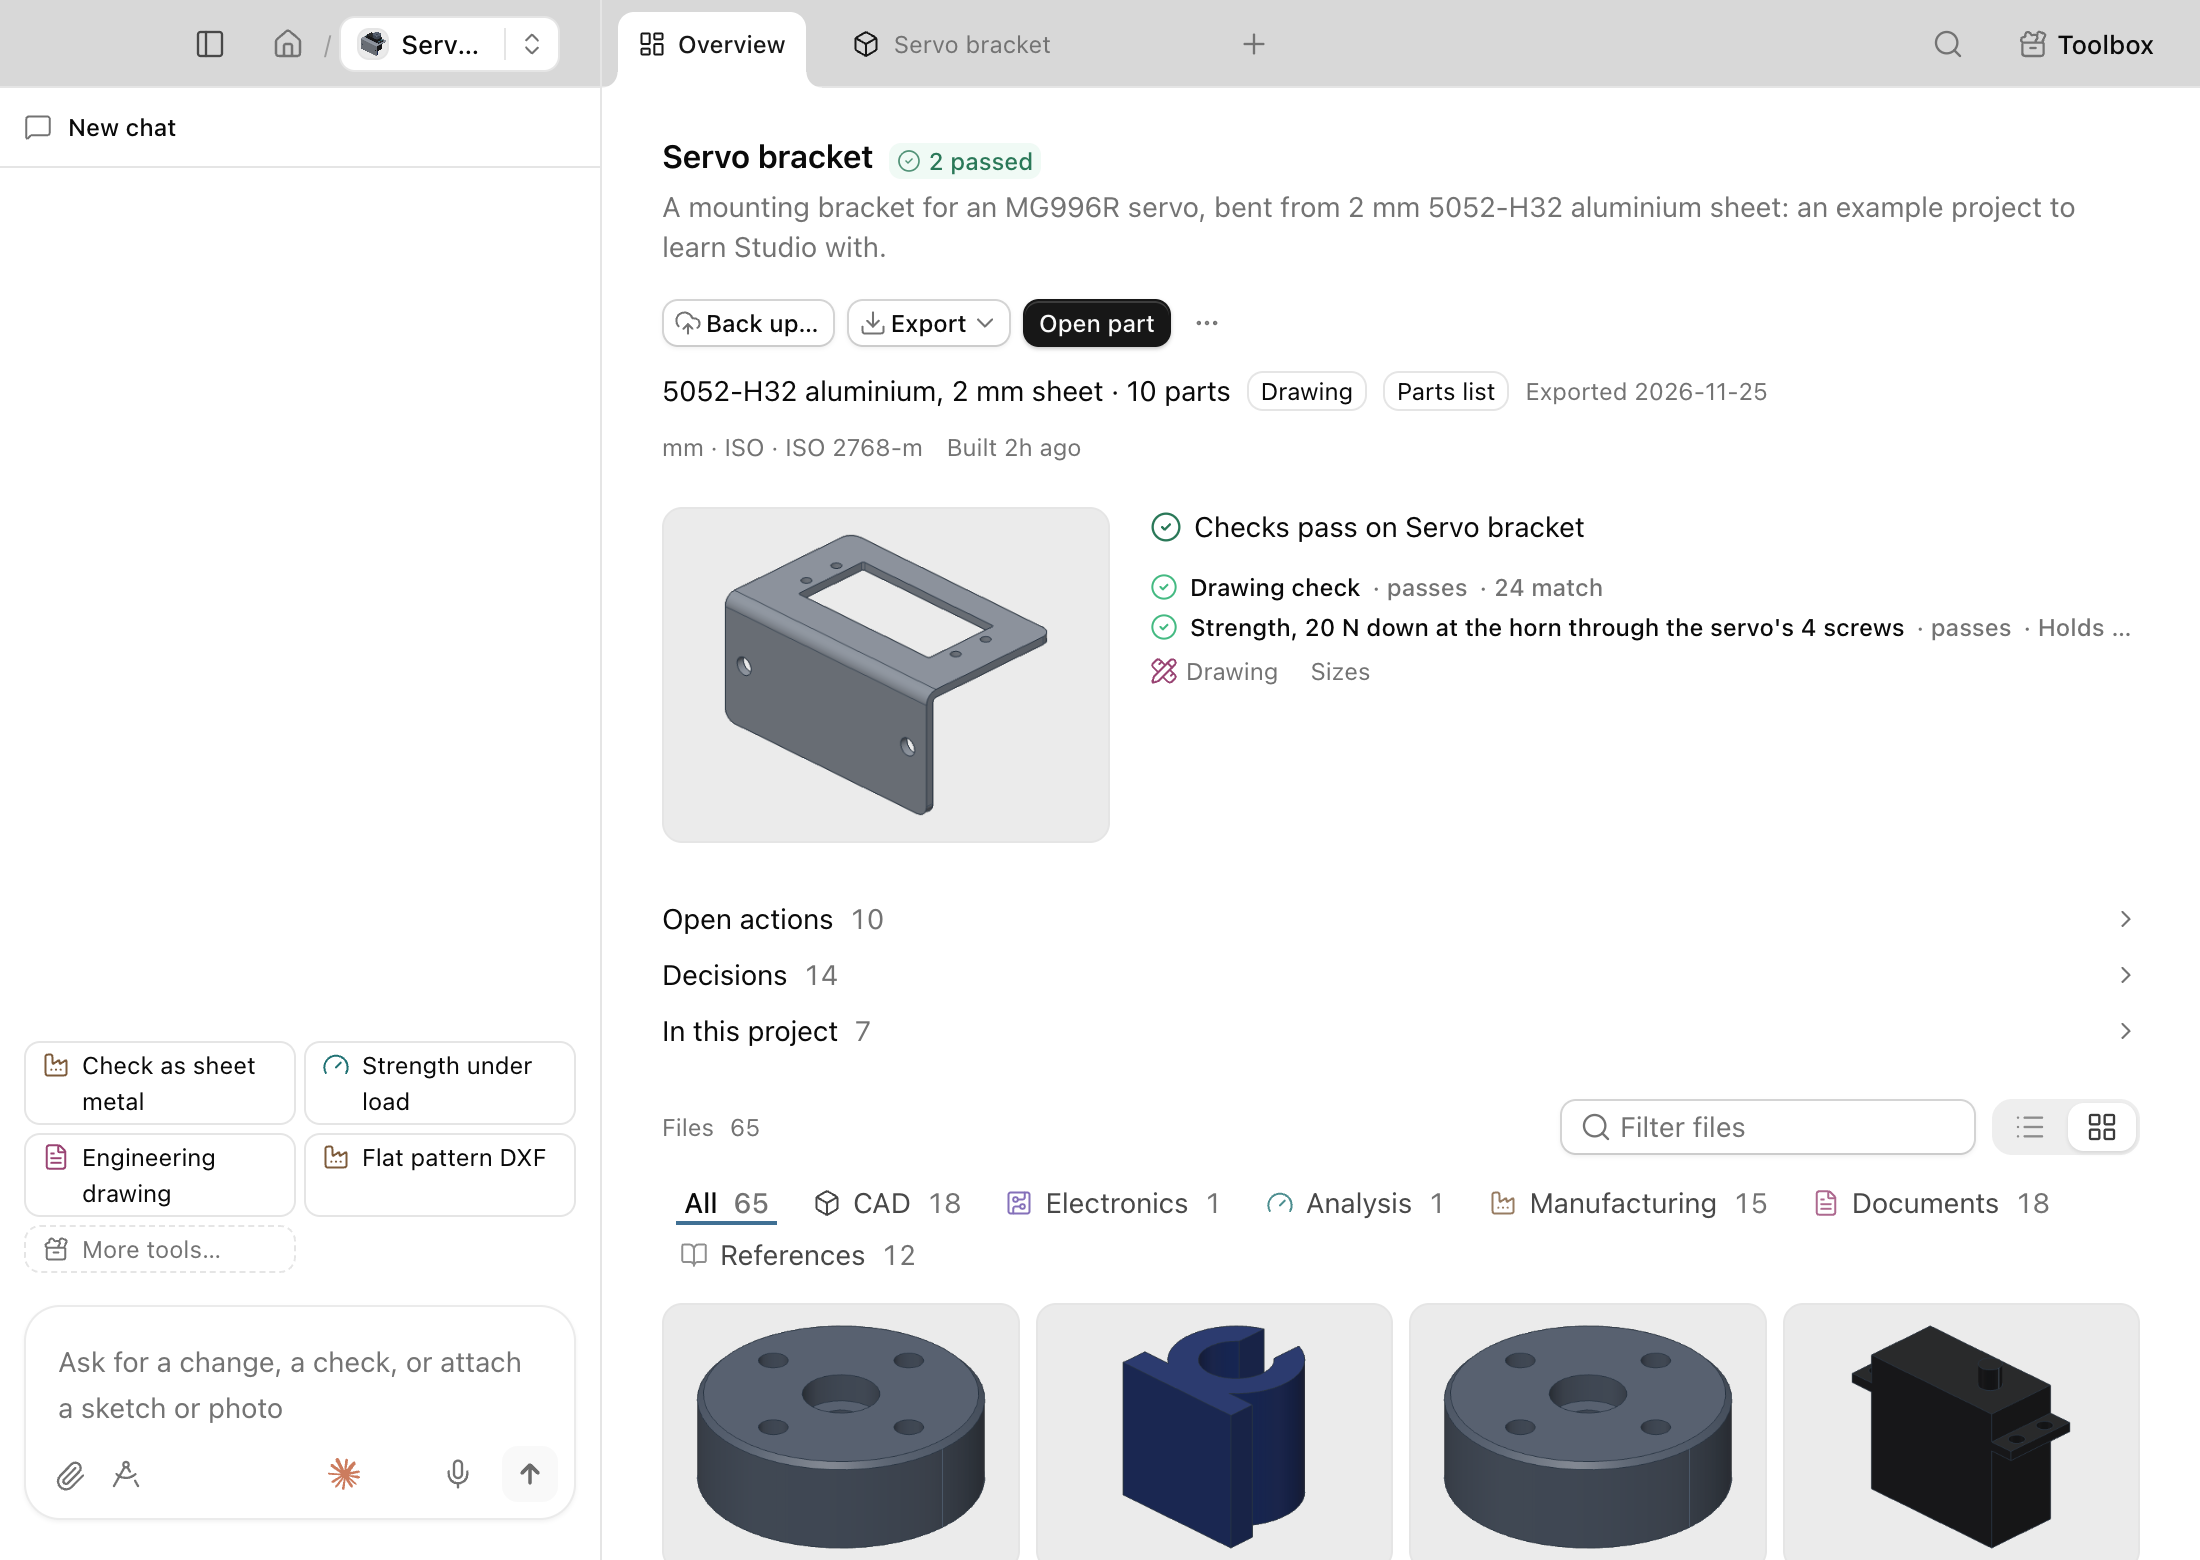 Serv...
Overview
Servo bracket
Toolbox
New chat
Servo bracket
2 passed
A mounting bracket for an MG996R servo, bent from 2 mm 5052-H32 aluminium sheet: an example project to
learn Studio with.
Back up...
Export
Open part
5052-H32 aluminium, 2 mm sheet · 10 parts
Drawing
Parts list
Exported 2026-11-25
mm · ISO · ISO 2768-m
Built 2h ago
Checks pass on Servo bracket
Drawing check · passes · 24 match
Strength, 20 N down at the horn through the servo's 4 screws · passes · Holds ...
Drawing
Sizes
Open actions 10
Decisions 14
In this project 7
Files 65
Filter files
All 65
CAD 18
Electronics 1
Analysis 1
Manufacturing 15
Documents 18
References 12
Check as sheet
metal
Strength under
load
Engineering
drawing
Flat pattern DXF
More tools...
Ask for a change, a check, or attach
a sketch or photo